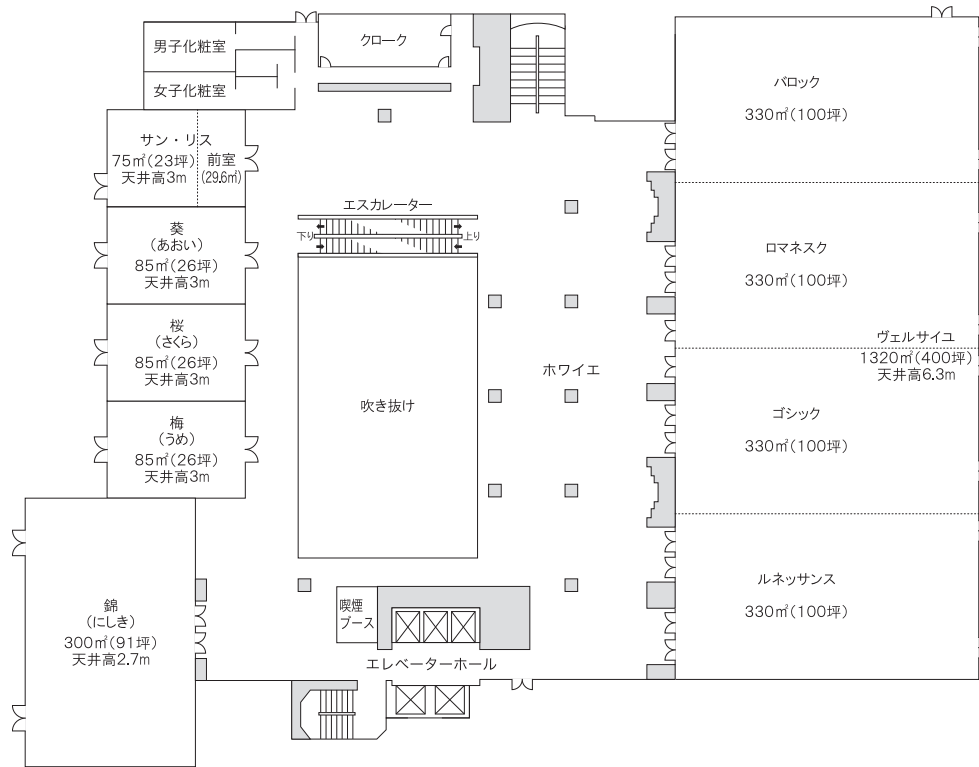 男子化粧室
女子化粧室
クローク
サン・リス
75㎡(23坪)
天井高3m
前室
(29.6㎡)
葵
(あおい)
85㎡(26坪)
天井高3m
桜
(さくら)
85㎡(26坪)
天井高3m
梅
(うめ)
85㎡(26坪)
天井高3m
錦
(にしき)
300㎡(91坪)
天井高2.7m
エスカレーター
下り
上り
吹き抜け
ホワイエ
喫煙
ブース
エレベーターホール
バロック
330㎡(100坪)
ロマネスク
330㎡(100坪)
ヴェルサイユ
1320㎡(400坪)
天井高6.3m
ゴシック
330㎡(100坪)
ルネッサンス
330㎡(100坪)